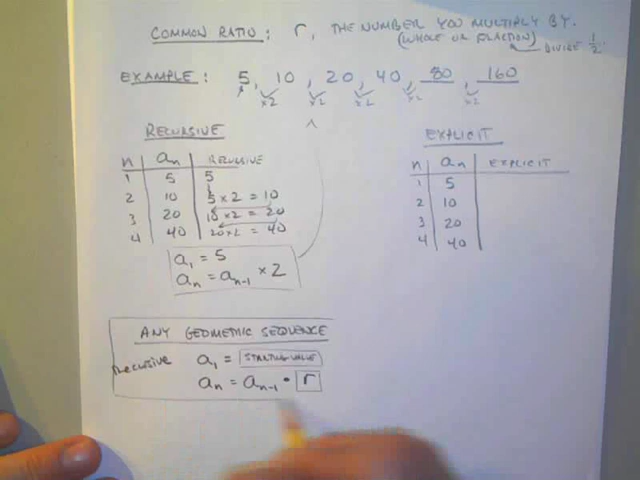 COMMON RATIO: r, THE NUMBER YOU MULTIPLY BY.
(WHOLE OR FRACTION)
DIVIDE 1/2
EXAMPLE: 5, 10, 20, 40, 80, 160
×2 ×2 ×2 ×2 ×2
RECURSIVE
n an RECURSIVE
1 5 5
2 10 5 × 2 = 10
3 20 10 × 2 = 20
4 40 20 × 2 = 40
a1 = 5
an = an-1 × 2
EXPLICIT
n an EXPLICIT
1 5
2 10
3 20
4 40
ANY GEOMETRIC SEQUENCE
RECURSIVE a1 = STARTING VALUE
an = an-1 • r